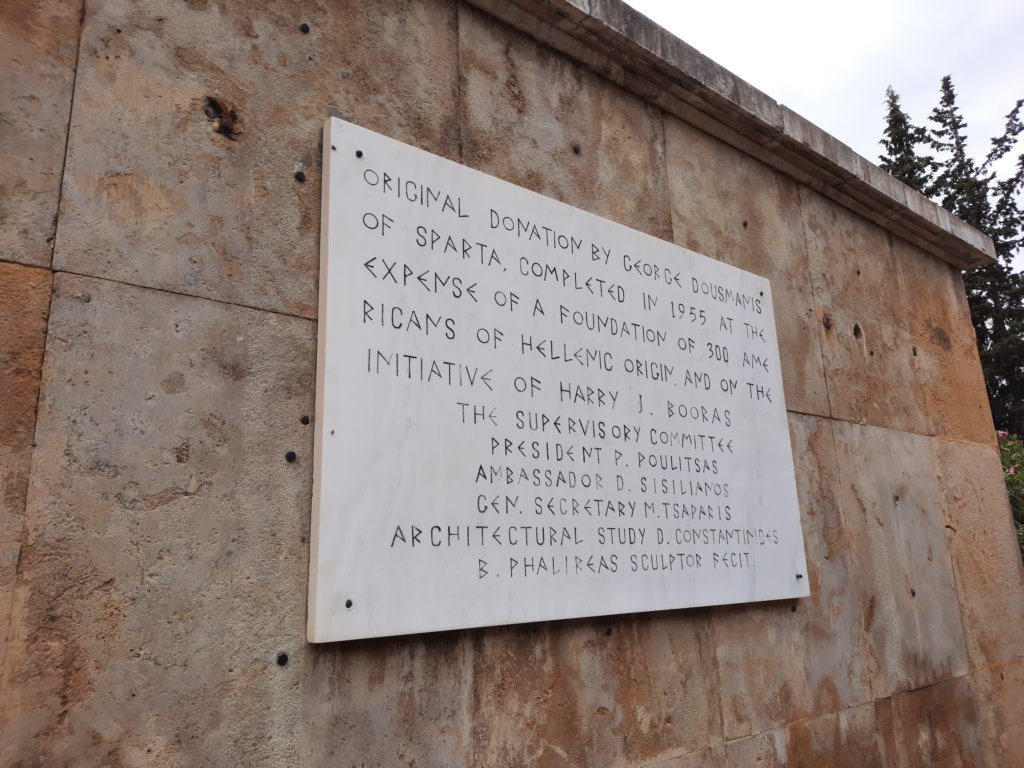 ORIGINAL DONATION BY GEORGE DOUSMANIS
OF SPARTA, COMPLETED IN 1955 AT THE
EXPENSE OF A FOUNDATION OF 300 AME
RICANS OF HELLENIC ORIGIN, AND ON THE
INITIATIVE OF HARRY J. BOORAS
THE SUPERVISORY COMMITTEE
PRESIDENT P. POULITSAS
AMBASSADOR D. SISILIANOS
GEN. SECRETARY M. TSAPARIS
ARCHITECTURAL STUDY D. CONSTANTINIDES
B. PHALIREAS SCULPTOR FECIT.